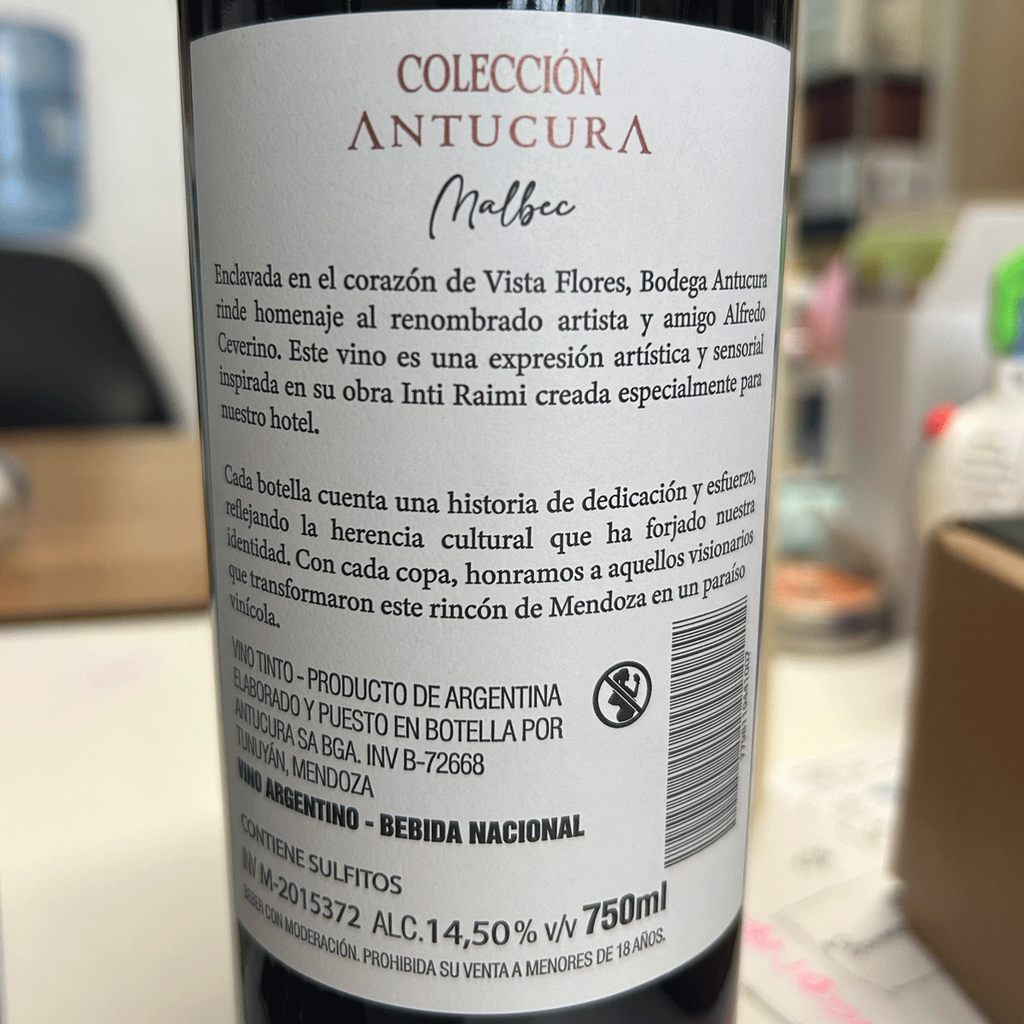 COLECCIÓN
ANTUCURA
Malbec
Enclavada en el corazón de Vista Flores, Bodega Antucura
rinde homenaje al renombrado artista y amigo Alfredo
Ceverino. Este vino es una expresión artística y sensorial
inspirada en su obra Inti Raimi creada especialmente para
nuestro hotel.
Cada botella cuenta una historia de dedicación y esfuerzo,
reflejando la herencia cultural que ha forjado nuestra
identidad. Con cada copa, honramos a aquellos visionarios
que transformaron este rincón de Mendoza en un paraíso
vinícola.
VINO TINTO - PRODUCTO DE ARGENTINA
ELABORADO Y PUESTO EN BOTELLA POR
ANTUCURA SA BGA. INV B-72668
TUNUYÁN, MENDOZA
VINO ARGENTINO - BEBIDA NACIONAL
CONTIENE SULFITOS
INV M-2015372 ALC.14,50% v/v 750ml
BEBER CON MODERACIÓN. PROHIBIDA SU VENTA A MENORES DE 18 AÑOS.